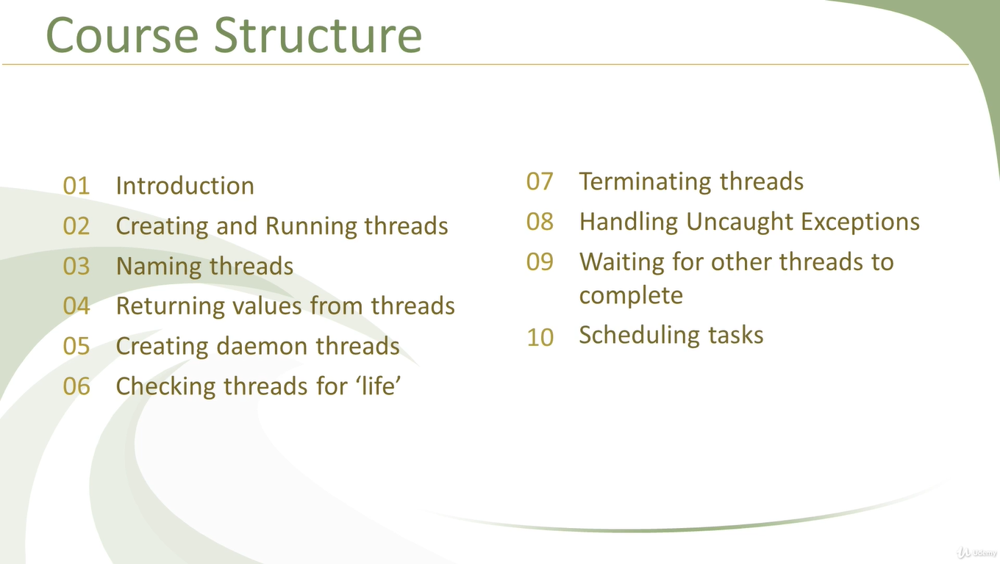 Course Structure
01 Introduction
02 Creating and Running threads
03 Naming threads
04 Returning values from threads
05 Creating daemon threads
06 Checking threads for ‘life’
07 Terminating threads
08 Handling Uncaught Exceptions
09 Waiting for other threads to
complete
10 Scheduling tasks
Udemy